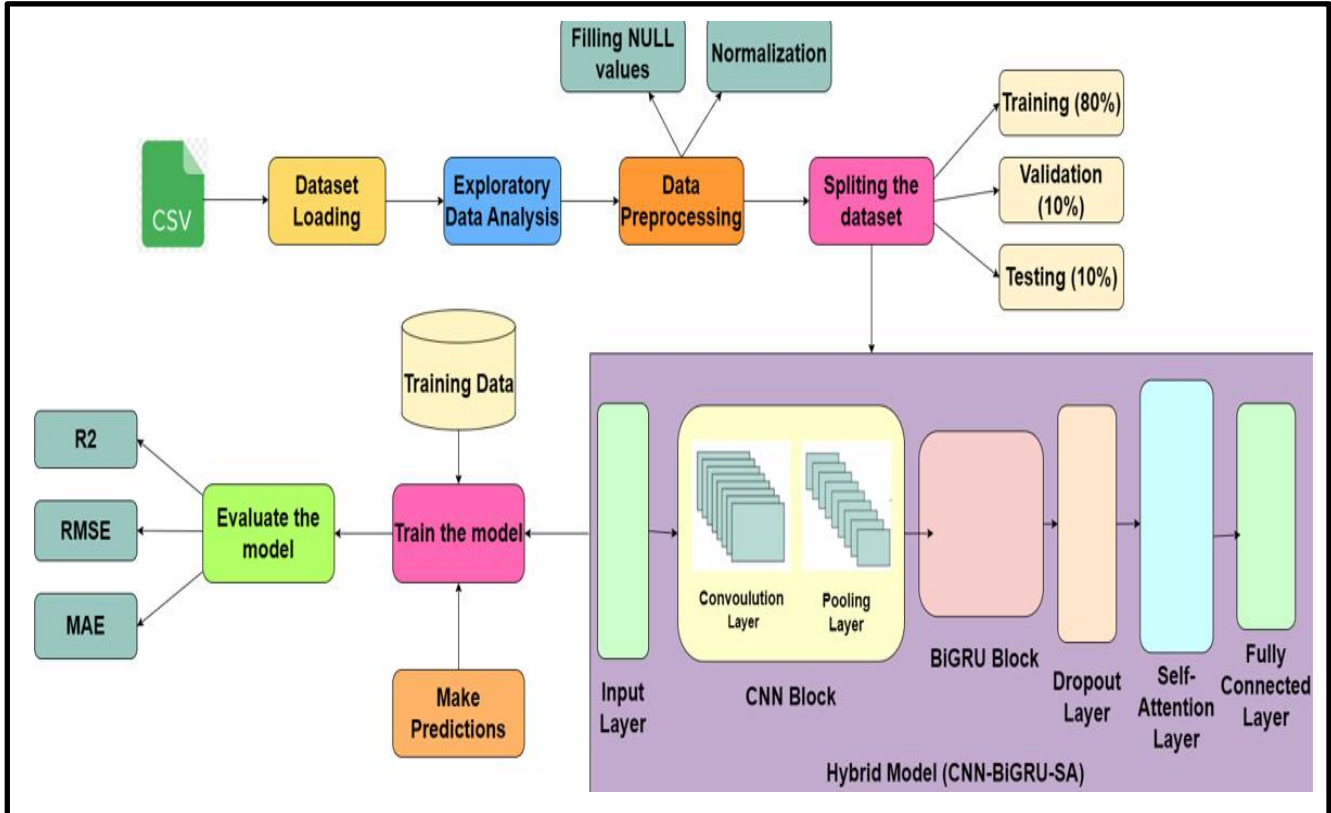 Filling NULL
values
Normalization
Training (80%)
CSV
Dataset
Loading
Exploratory
Data Analysis
Data
Preprocessing
Spliting the
dataset
Validation
(10%)
Testing (10%)
Training Data
R2
RMSE
MAE
Evaluate the
model
Train the model
Make
Predictions
Convoulution
Layer
Pooling
Layer
Input
Layer
CNN Block
BiGRU Block
Dropout
Layer
Self-
Attention
Layer
Fully
Connected
Layer
Hybrid Model (CNN-BiGRU-SA)